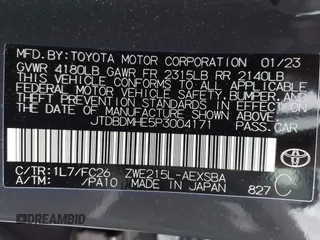 MFD.BY: TOYOTA MOTOR CORPORATION 01/23
GVWR 4180LB GAWR FR 2315LB RR 2140LB
THIS VEHICLE CONFORMS TO ALL APPLICABLE
FEDERAL MOTOR VEHICLE SAFETY,BUMPER,AND
THEFT PREVENTION STANDARDS IN EFFECT ON THE
DATE OF MANUFACTURE SHOWN ABOVE.
JTDBDMHE5P3004171
C/TR: 1L7/FC26 ZWE215L-AEXSBA
A/TM: /PA10 MADE IN JAPAN 827 C
TOYOTA
DREAMBID